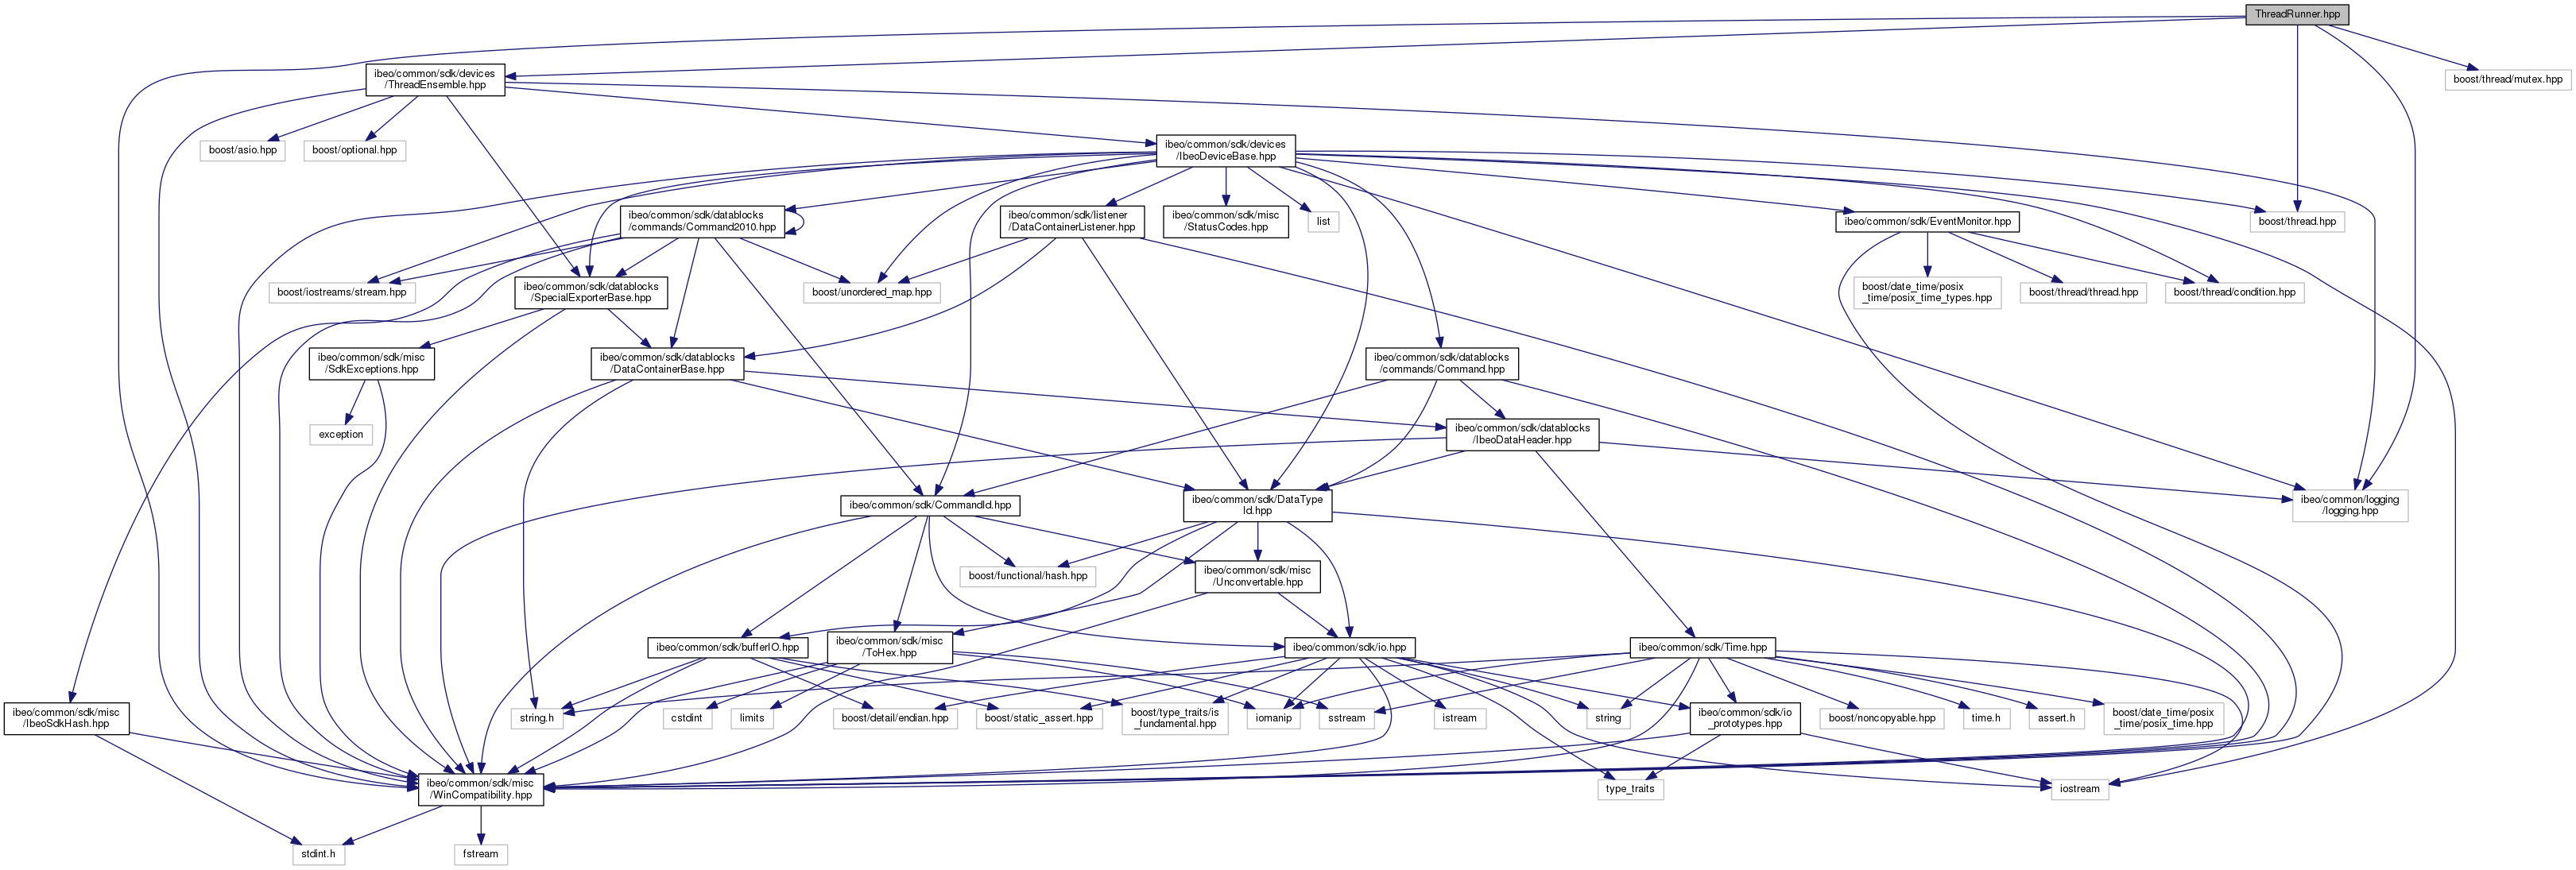 ThreadRunner.hpp
ibeo/common/sdk/devices
/ThreadEnsemble.hpp
boost/thread/mutex.hpp
boost/asio.hpp
boost/optional.hpp
ibeo/common/sdk/devices
/IbeoDeviceBase.hpp
ibeo/common/sdk/datablocks
/commands/Command2010.hpp
ibeo/common/sdk/listener
/DataContainerListener.hpp
ibeo/common/sdk/misc
/StatusCodes.hpp
list
ibeo/common/sdk/EventMonitor.hpp
boost/thread.hpp
boost/iostreams/stream.hpp
ibeo/common/sdk/datablocks
/SpecialExporterBase.hpp
boost/unordered_map.hpp
boost/date_time/posix
_time/posix_time_types.hpp
boost/thread/thread.hpp
boost/thread/condition.hpp
ibeo/common/sdk/misc
/SdkExceptions.hpp
ibeo/common/sdk/datablocks
/DataContainerBase.hpp
ibeo/common/sdk/datablocks
/commands/Command.hpp
exception
ibeo/common/sdk/datablocks
/IbeoDataHeader.hpp
ibeo/common/sdk/CommandId.hpp
ibeo/common/sdk/DataType
Id.hpp
ibeo/common/logging
/logging.hpp
boost/functional/hash.hpp
ibeo/common/sdk/misc
/Unconvertable.hpp
ibeo/common/sdk/bufferIO.hpp
ibeo/common/sdk/misc
/ToHex.hpp
ibeo/common/sdk/io.hpp
ibeo/common/sdk/Time.hpp
ibeo/common/sdk/misc
/IbeoSdkHash.hpp
string.h
cstdint
limits
boost/detail/endian.hpp
boost/static_assert.hpp
boost/type_traits/is
_fundamental.hpp
iomanip
sstream
istream
string
ibeo/common/sdk/io
_prototypes.hpp
boost/noncopyable.hpp
time.h
assert.h
boost/date_time/posix
_time/posix_time.hpp
ibeo/common/sdk/misc
/WinCompatibility.hpp
type_traits
iostream
stdint.h
fstream